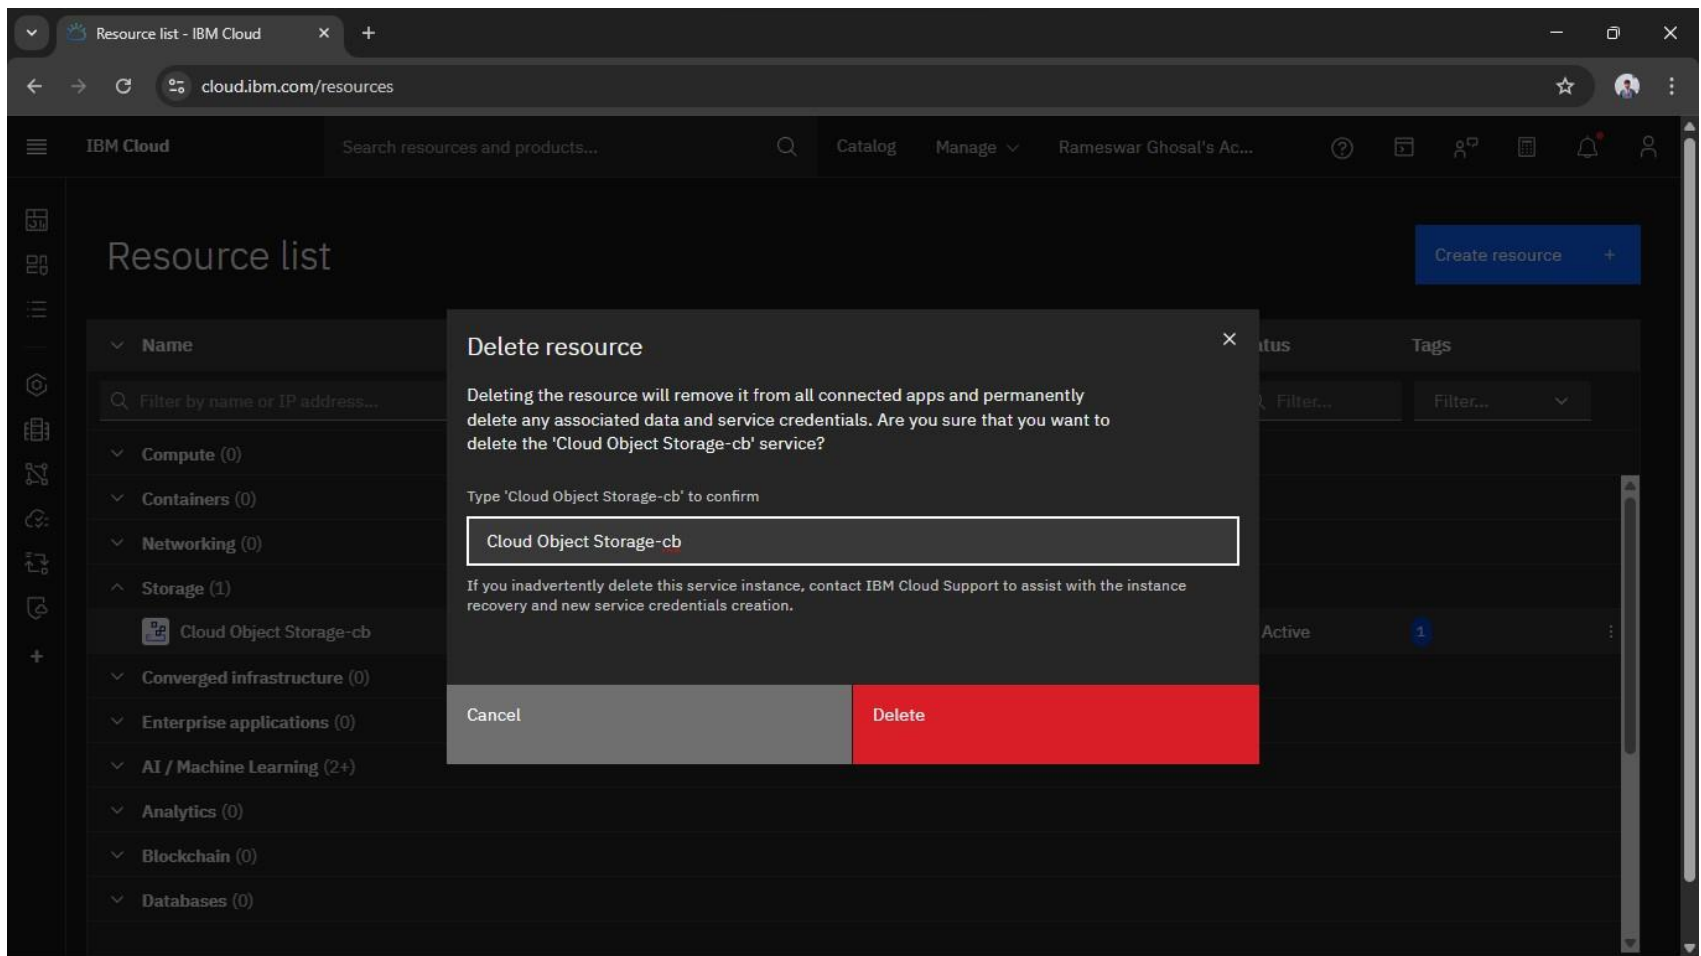 Resource list - IBM Cloud
cloud.ibm.com/resources
IBM Cloud
Search resources and products...
Catalog
Manage
Rameswar Ghosal's Ac...
Resource list
Create resource +
Name
atus
Tags
Filter by name or IP address...
Filter...
Filter...
Delete resource
Deleting the resource will remove it from all connected apps and permanently
delete any associated data and service credentials. Are you sure that you want to
delete the 'Cloud Object Storage-cb' service?
Type 'Cloud Object Storage-cb' to confirm
Cloud Object Storage-cb
If you inadvertently delete this service instance, contact IBM Cloud Support to assist with the instance
recovery and new service credentials creation.
Cancel
Delete
Compute (0)
Containers (0)
Networking (0)
Storage (1)
Cloud Object Storage-cb
Active
1
Converged infrastructure (0)
Enterprise applications (0)
AI / Machine Learning (2+)
Analytics (0)
Blockchain (0)
Databases (0)